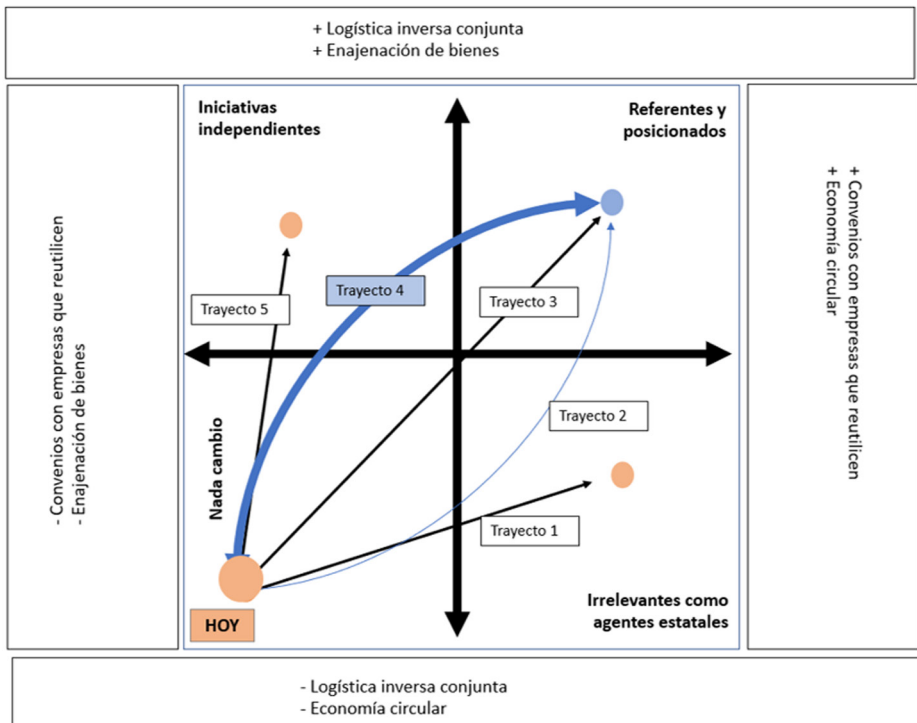 + Logística inversa conjunta
+ Enajenación de bienes
- Convenios con empresas que reutilicen
- Enajenación de bienes
Iniciativas
independientes
Referentes y
posicionados
Trayecto 5
Trayecto 4
Trayecto 3
Trayecto 2
Trayecto 1
Nada cambio
HOY
Irrelevantes como
agentes estatales
+ Convenios con empresas que reutilicen
+ Economía circular
- Logística inversa conjunta
- Economía circular